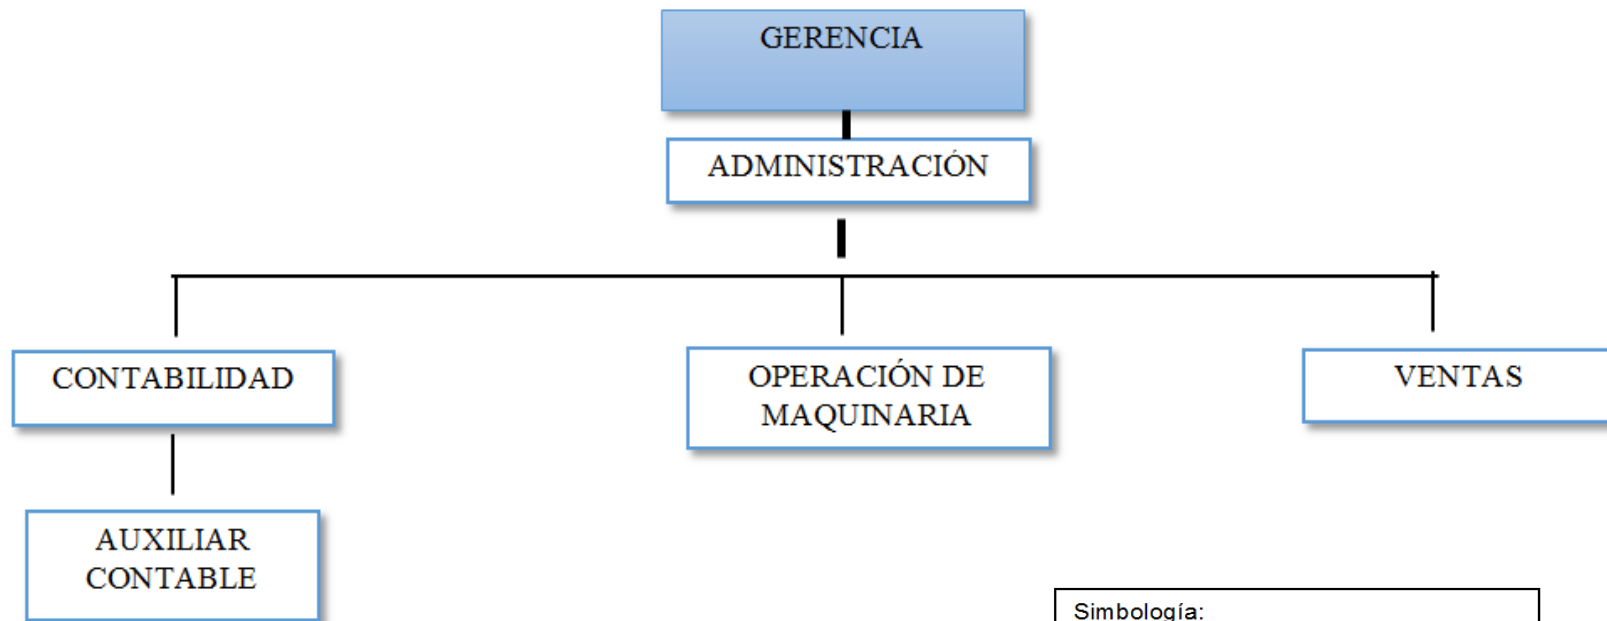 GERENCIA
ADMINISTRACIÓN
CONTABILIDAD
OPERACIÓN DE
MAQUINARIA
VENTAS
AUXILIAR
CONTABLE
Simbología: